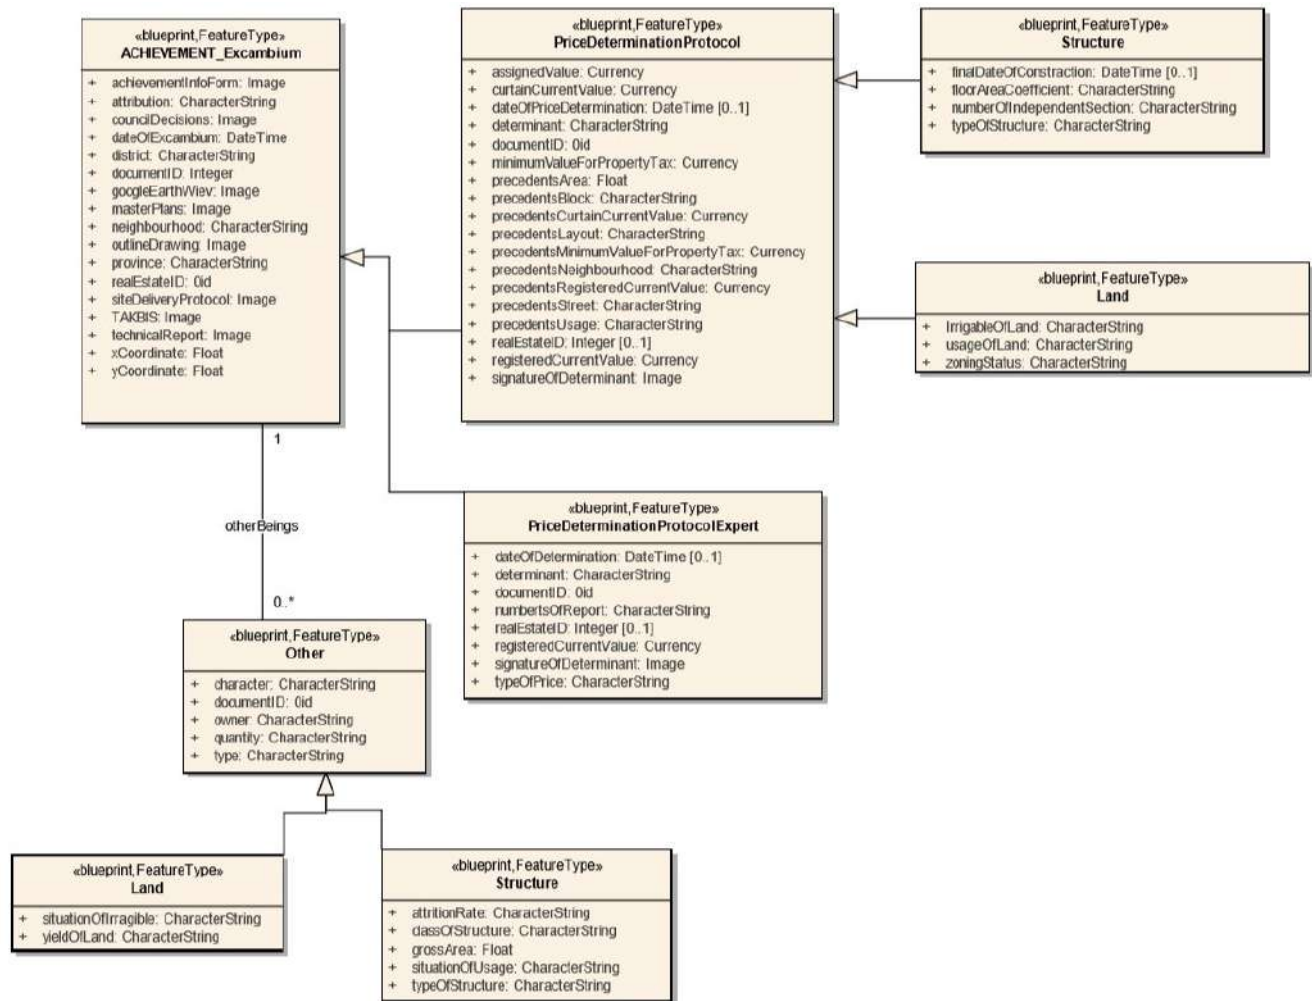 «blueprint,FeatureType»
ACHIEVEMENT_Excambium
+ achievementInfoForm: Image
+ attribution: CharacterString
+ councilDecisions: Image
+ dateOfExcambium: DateTime
+ district: CharacterString
+ documentID: Integer
+ googleEarthWiev: Image
+ masterPlans: Image
+ neighbourhood: CharacterString
+ outlineDrawing: Image
+ province: CharacterString
+ realEstateID: 0id
+ siteDeliveryProtocol: Image
+ TAKBIS: Image
+ technicalReport: Image
+ xCoordinate: Float
+ yCoordinate: Float
«blueprint,FeatureType»
PriceDeterminationProtocol
+ assignedValue: Currency
+ curtainCurrentValue: Currency
+ dateOfPriceDetermination: DateTime [0..1]
+ determinant: CharacterString
+ documentID: 0id
+ minimumValueForPropertyTax: Currency
+ precedentsArea: Float
+ precedentsBlock: CharacterString
+ precedentsCurtainCurrentValue: Currency
+ precedentsLayout: CharacterString
+ precedentsMinimumValueForPropertyTax: Currency
+ precedentsNeighbourhood: CharacterString
+ precedentsRegisteredCurrentValue: Currency
+ precedentsStreet: CharacterString
+ precedentsUsage: CharacterString
+ realEstateID: Integer [0..1]
+ registeredCurrentValue: Currency
+ signatureOfDeterminant: Image
«blueprint,FeatureType»
Structure
+ finalDateOfConstraction: DateTime [0..1]
+ floorAreaCoefficient: CharacterString
+ numberOfIndependentSection: CharacterString
+ typeOfStructure: CharacterString
«blueprint,FeatureType»
Land
+ IrrigableOfLand: CharacterString
+ usageOfLand: CharacterString
+ zoningStatus: CharacterString
1
otherBeings
0..*
«blueprint,FeatureType»
PriceDeterminationProtocolExpert
+ dateOfDetermination: DateTime [0..1]
+ determinant: CharacterString
+ documentID: 0id
+ numbertsOfReport: CharacterString
+ realEstateID: Integer [0..1]
+ registeredCurrentValue: Currency
+ signatureOfDeterminant: Image
+ typeOfPrice: CharacterString
«blueprint,FeatureType»
Other
+ character: CharacterString
+ documentID: 0id
+ owner: CharacterString
+ quantity: CharacterString
+ type: CharacterString
«blueprint,FeatureType»
Land
+ situationOfIrragible: CharacterString
+ yieldOfLand: CharacterString
«blueprint,FeatureType»
Structure
+ attritionRate: CharacterString
+ classOfStructure: CharacterString
+ grossArea: Float
+ situationOfUsage: CharacterString
+ typeOfStructure: CharacterString